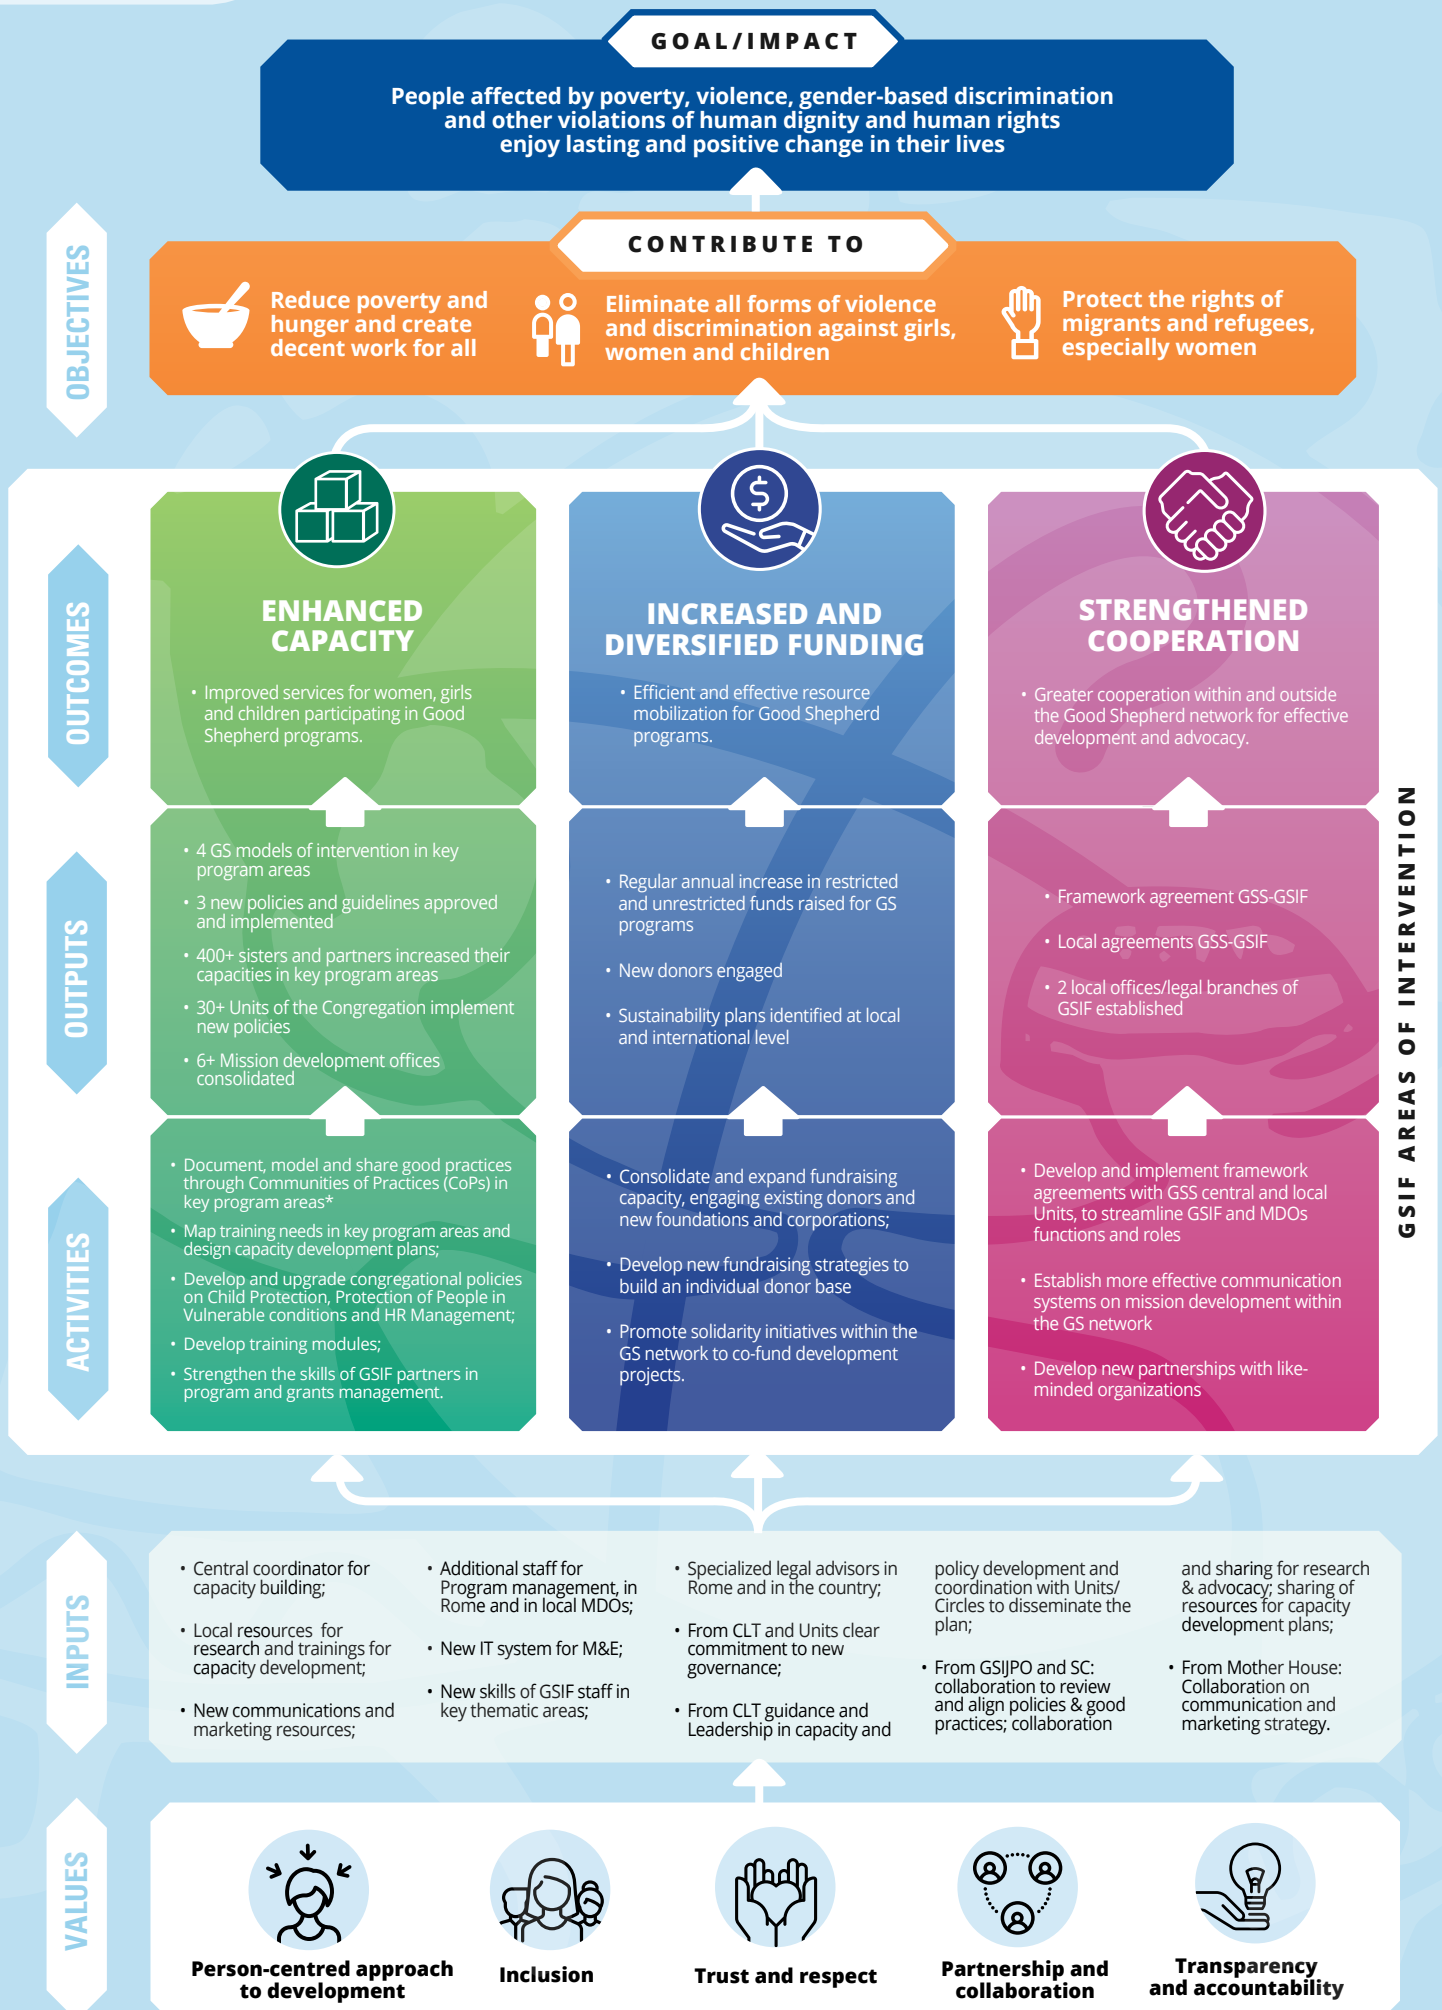 GOAL/IMPACT
People affected by poverty, violence, gender-based discrimination
and other violations of human dignity and human rights
enjoy lasting and positive change in their lives
OBJECTIVES
CONTRIBUTE TO
Reduce poverty and
hunger and create
decent work for all
Eliminate all forms of violence
and discrimination against girls,
women and children
Protect the rights of
migrants and refugees,
especially women
OUTCOMES
ENHANCED
CAPACITY
• Improved services for women, girls
and children participating in Good
Shepherd programs.
INCREASED AND
DIVERSIFIED FUNDING
• Efficient and effective resource
mobilization for Good Shepherd
programs.
STRENGTHENED
COOPERATION
• Greater cooperation within and outside
the Good Shepherd network for effective
development and advocacy.
GSIF AREAS OF INTERVENTION
OUTPUTS
• 4 GS models of intervention in key
program areas
• 3 new policies and guidelines approved
and implemented
• 400+ sisters and partners increased their
capacities in key program areas
• 30+ Units of the Congregation implement
new policies
• 6+ Mission development offices
consolidated
• Regular annual increase in restricted
and unrestricted funds raised for GS
programs
• New donors engaged
• Sustainability plans identified at local
and international level
• Framework agreement GSS-GSIF
• Local agreements GSS-GSIF
• 2 local offices/legal branches of
GSIF established
ACTIVITIES
• Document, model and share good practices
through Communities of Practices (CoPs) in
key program areas*
• Map training needs in key program areas and
design capacity development plans;
• Develop and upgrade congregational policies
on Child Protection, Protection of People in
Vulnerable conditions and HR Management;
• Develop training modules;
• Strengthen the skills of GSIF partners in
program and grants management.
• Consolidate and expand fundraising
capacity, engaging existing donors and
new foundations and corporations;
• Develop new fundraising strategies to
build an individual donor base
• Promote solidarity initiatives within the
GS network to co-fund development
projects.
• Develop and implement framework
agreements with GSS central and local
Units, to streamline GSIF and MDOs
functions and roles
• Establish more effective communication
systems on mission development within
the GS network
• Develop new partnerships with like-
minded organizations
INPUTS
• Central coordinator for
capacity building;
• Local resources for
research and trainings for
capacity development;
• New communications and
marketing resources;
• Additional staff for
Program management, in
Rome and in local MDOs;
• New IT system for M&E;
• New skills of GSIF staff in
key thematic areas;
• Specialized legal advisors in
Rome and in the country;
• From CLT and Units clear
commitment to new
governance;
• From CLT guidance and
Leadership in capacity and
policy development and
coordination with Units/
Circles to disseminate the
plan;
• From GSIJPO and SC:
collaboration to review
and align policies & good
practices; collaboration
and sharing for research
& advocacy; sharing of
resources for capacity
development plans;
• From Mother House:
Collaboration on
communication and
marketing strategy.
VALUES
Person-centred approach
to development
Inclusion
Trust and respect
Partnership and
collaboration
Transparency
and accountability